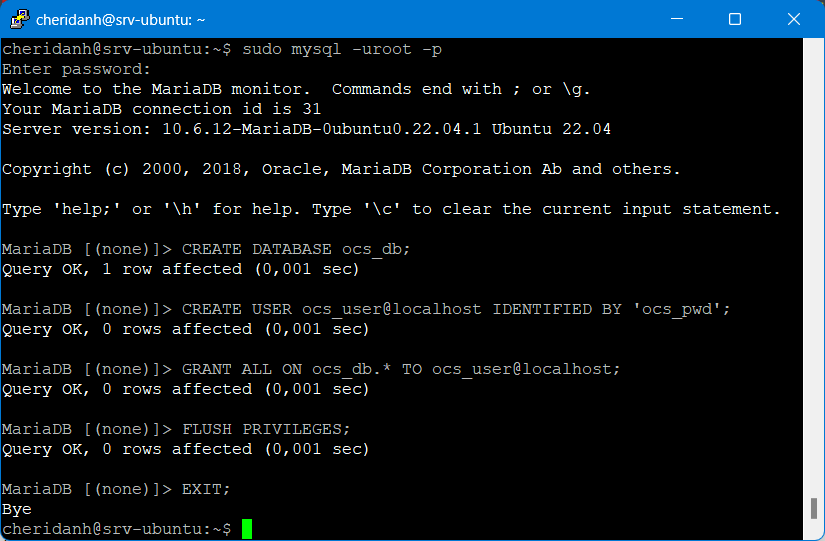 cheridanh@srv-ubuntu: ~
cheridanh@srv-ubuntu:~$ sudo mysql -uroot -p
Enter password:
Welcome to the MariaDB monitor.  Commands end with ; or \g.
Your MariaDB connection id is 31
Server version: 10.6.12-MariaDB-0ubuntu0.22.04.1 Ubuntu 22.04
Copyright (c) 2000, 2018, Oracle, MariaDB Corporation Ab and others.
Type 'help;' or '\h' for help. Type '\c' to clear the current input statement.
MariaDB [(none)]> CREATE DATABASE ocs_db;
Query OK, 1 row affected (0,001 sec)
MariaDB [(none)]> CREATE USER ocs_user@localhost IDENTIFIED BY 'ocs_pwd';
Query OK, 0 rows affected (0,001 sec)
MariaDB [(none)]> GRANT ALL ON ocs_db.* TO ocs_user@localhost;
Query OK, 0 rows affected (0,001 sec)
MariaDB [(none)]> FLUSH PRIVILEGES;
Query OK, 0 rows affected (0,001 sec)
MariaDB [(none)]> EXIT;
Bye
cheridanh@srv-ubuntu:~$